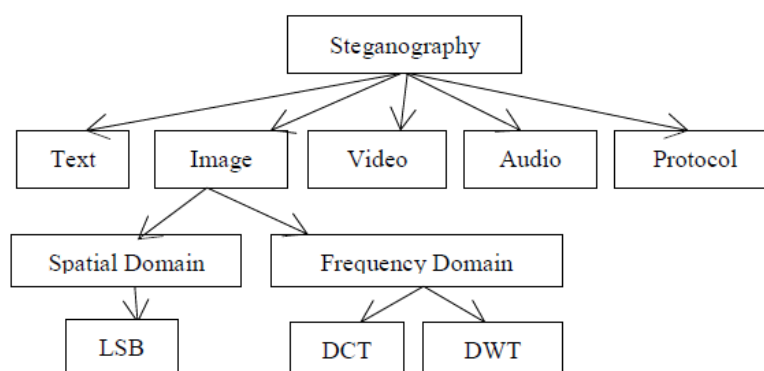 Steganography
Text
Image
Video
Audio
Protocol
Spatial Domain
Frequency Domain
LSB
DCT
DWT